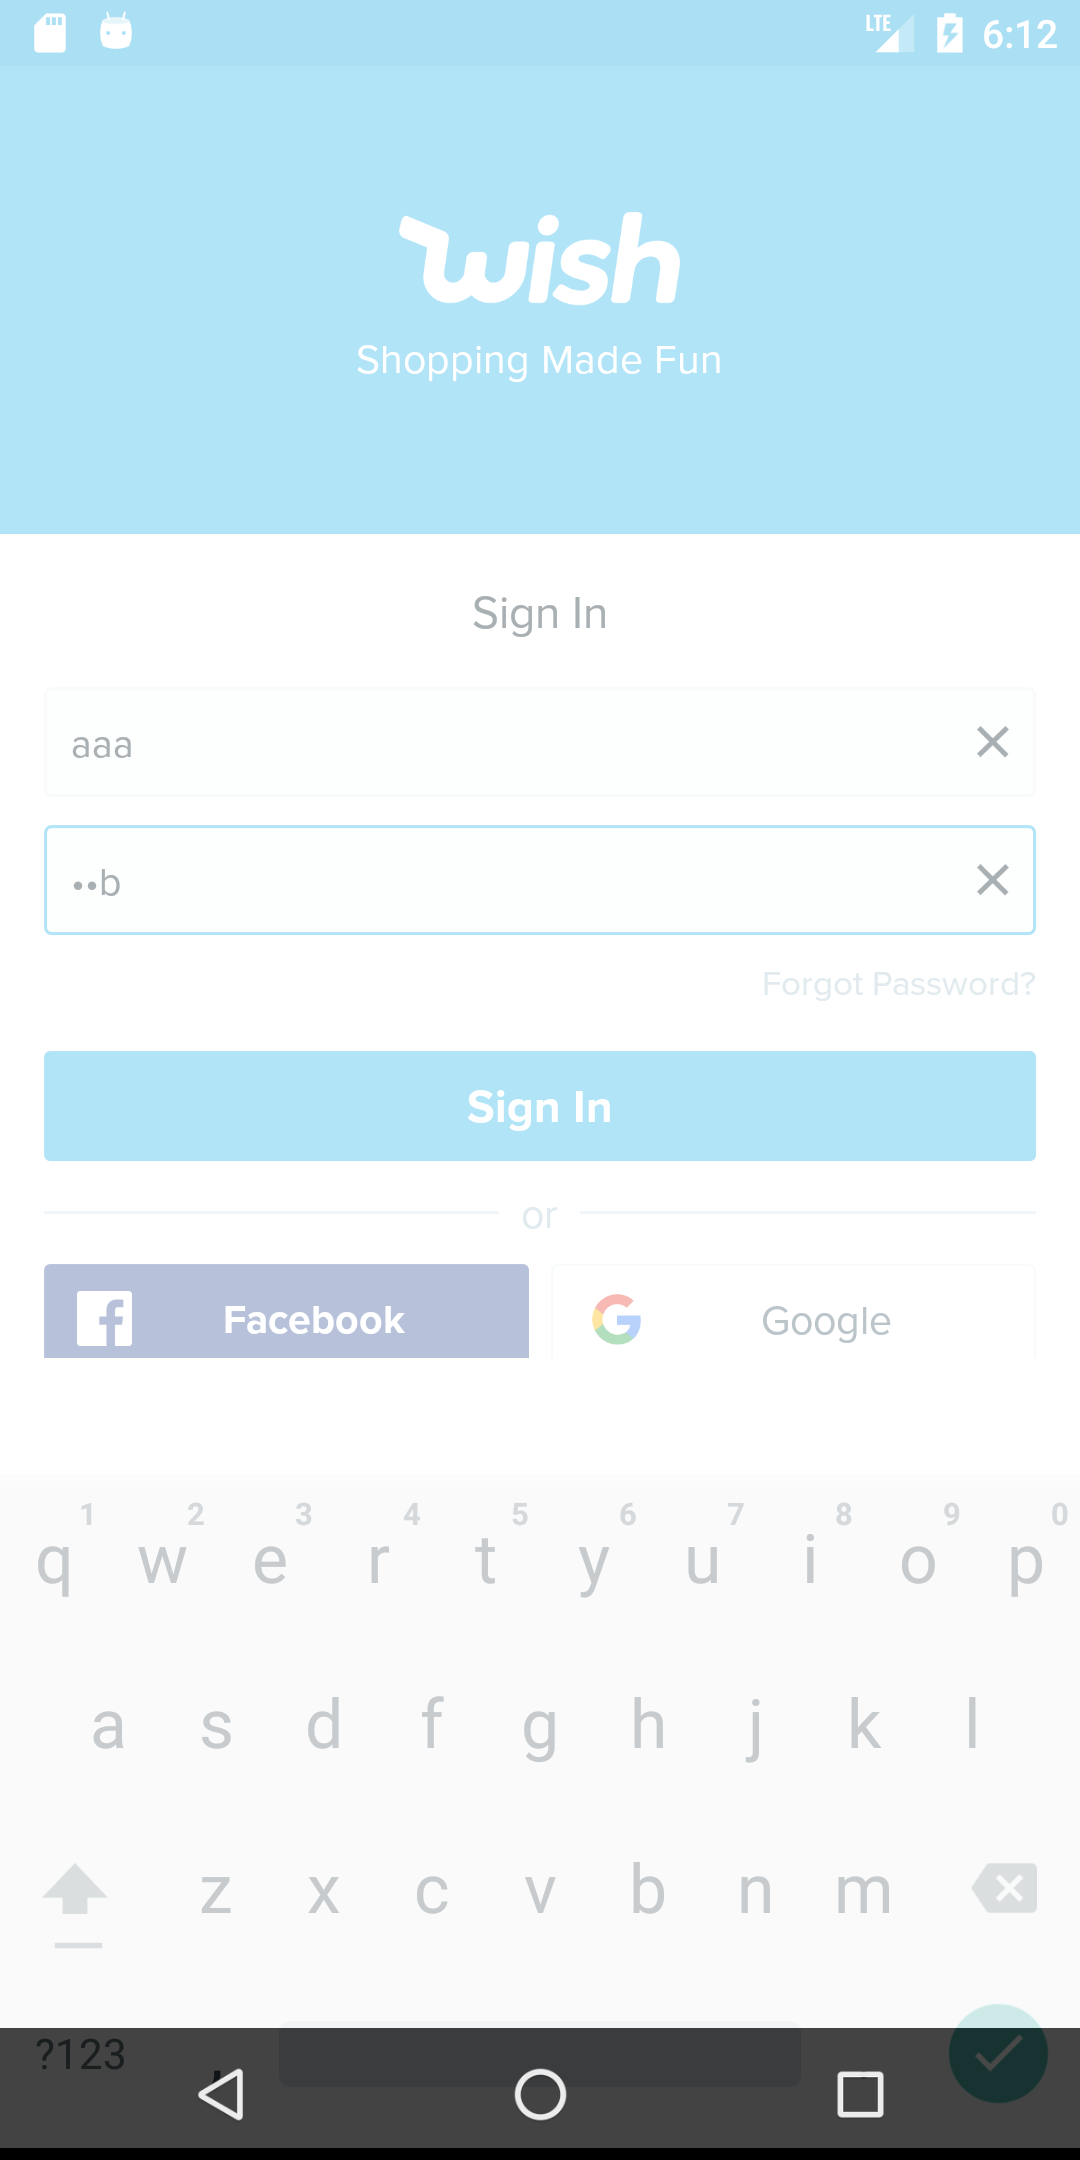 LTE 6:12
wish
Shopping Made Fun
Sign In
aaa
••b
Forgot Password?
Sign In
or
Facebook Google
1 2 3 4 5 6 7 8 9 0
q w e r t y u i o p
a s d f g h j k l
z x c v b n m
?123 ,